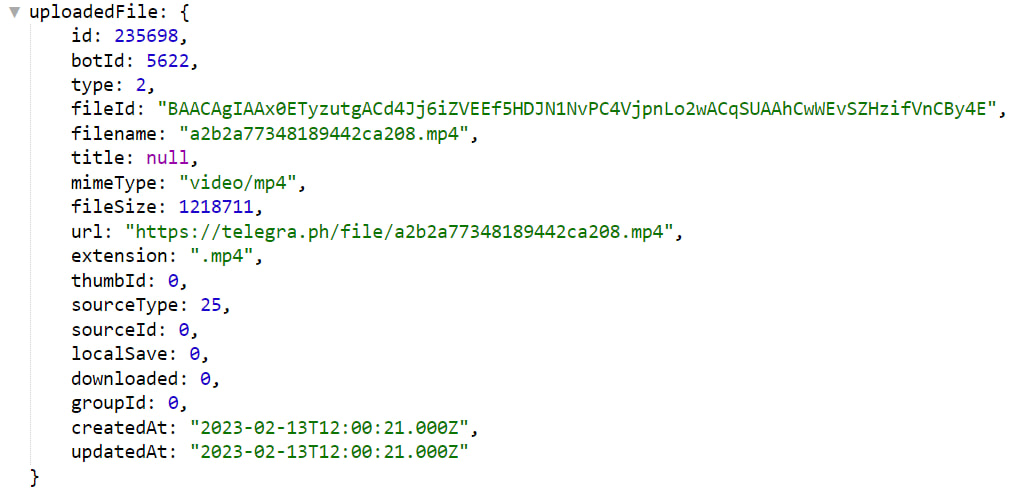 uploadedFile: {
id: 235698,
botId: 5622,
type: 2,
fileId: "BAACAgIAAx0ETyzutgACd4Jj6iZVEEf5HDJN1NvPC4VjpnLo2wACqSUAAhCwWEvSZHzifVnCBy4E",
filename: "a2b2a77348189442ca208.mp4",
title: null,
mimeType: "video/mp4",
fileSize: 1218711,
url: "https://telegra.ph/file/a2b2a77348189442ca208.mp4",
extension: ".mp4",
thumbId: 0,
sourceType: 25,
sourceId: 0,
localSave: 0,
downloaded: 0,
groupId: 0,
createdAt: "2023-02-13T12:00:21.000Z",
updatedAt: "2023-02-13T12:00:21.000Z"
}